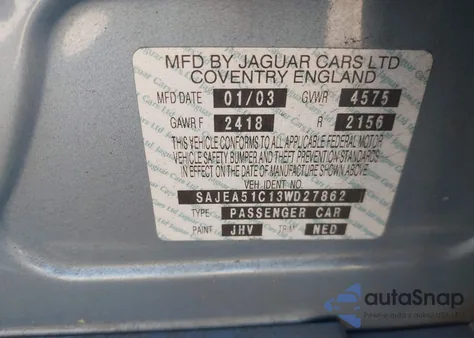 MFD BY JAGUAR CARS LTD
COVENTRY ENGLAND
MFD DATE 01/03 GVWR 4575
GAWR F 2418 R 2156
THIS VEHICLE CONFORMS TO ALL APPLICABLE FEDERAL MOTOR
VEHICLE SAFETY BUMPER AND THEFT PREVENTION STANDARDS
IN EFFECT ON THE DATE OF MANUFACTURE SHOWN ABOVE
VEH. IDENT
SAJEA51C13WD27862
TYPE PASSENGER CAR
PAINT JHV TRIM NED
autoSnap